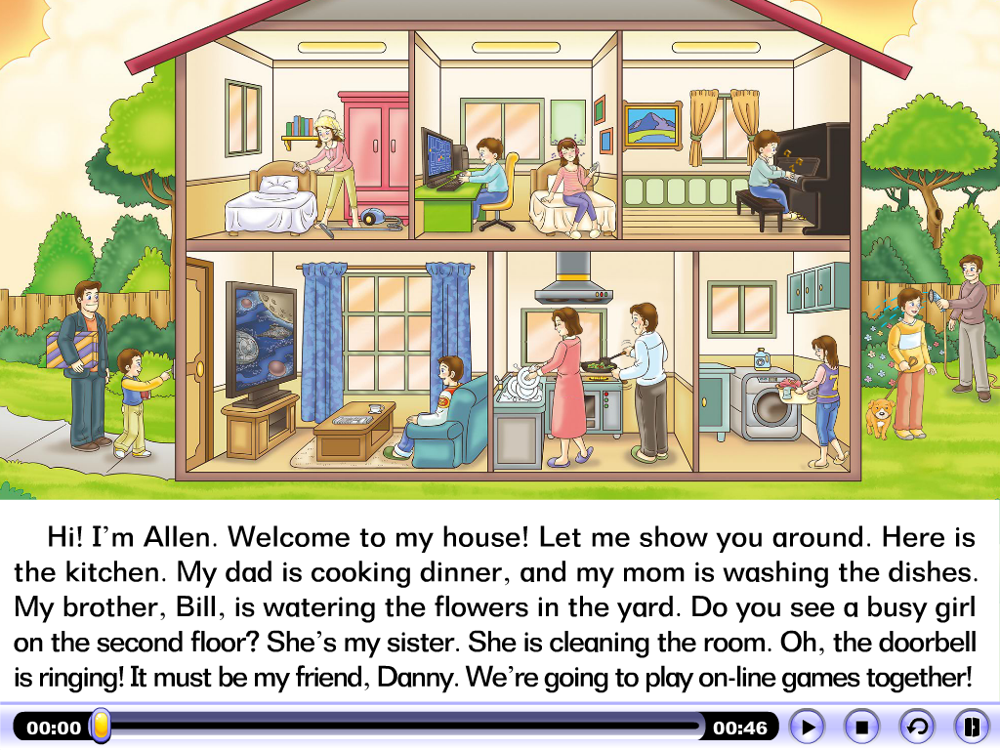 Hi! I'm Allen. Welcome to my house! Let me show you around. Here is
the kitchen. My dad is cooking dinner, and my mom is washing the dishes.
My brother, Bill, is watering the flowers in the yard. Do you see a busy girl
on the second floor? She's my sister. She is cleaning the room. Oh, the doorbell
is ringing! It must be my friend, Danny. We're going to play on-line games together!
00:00
00:46